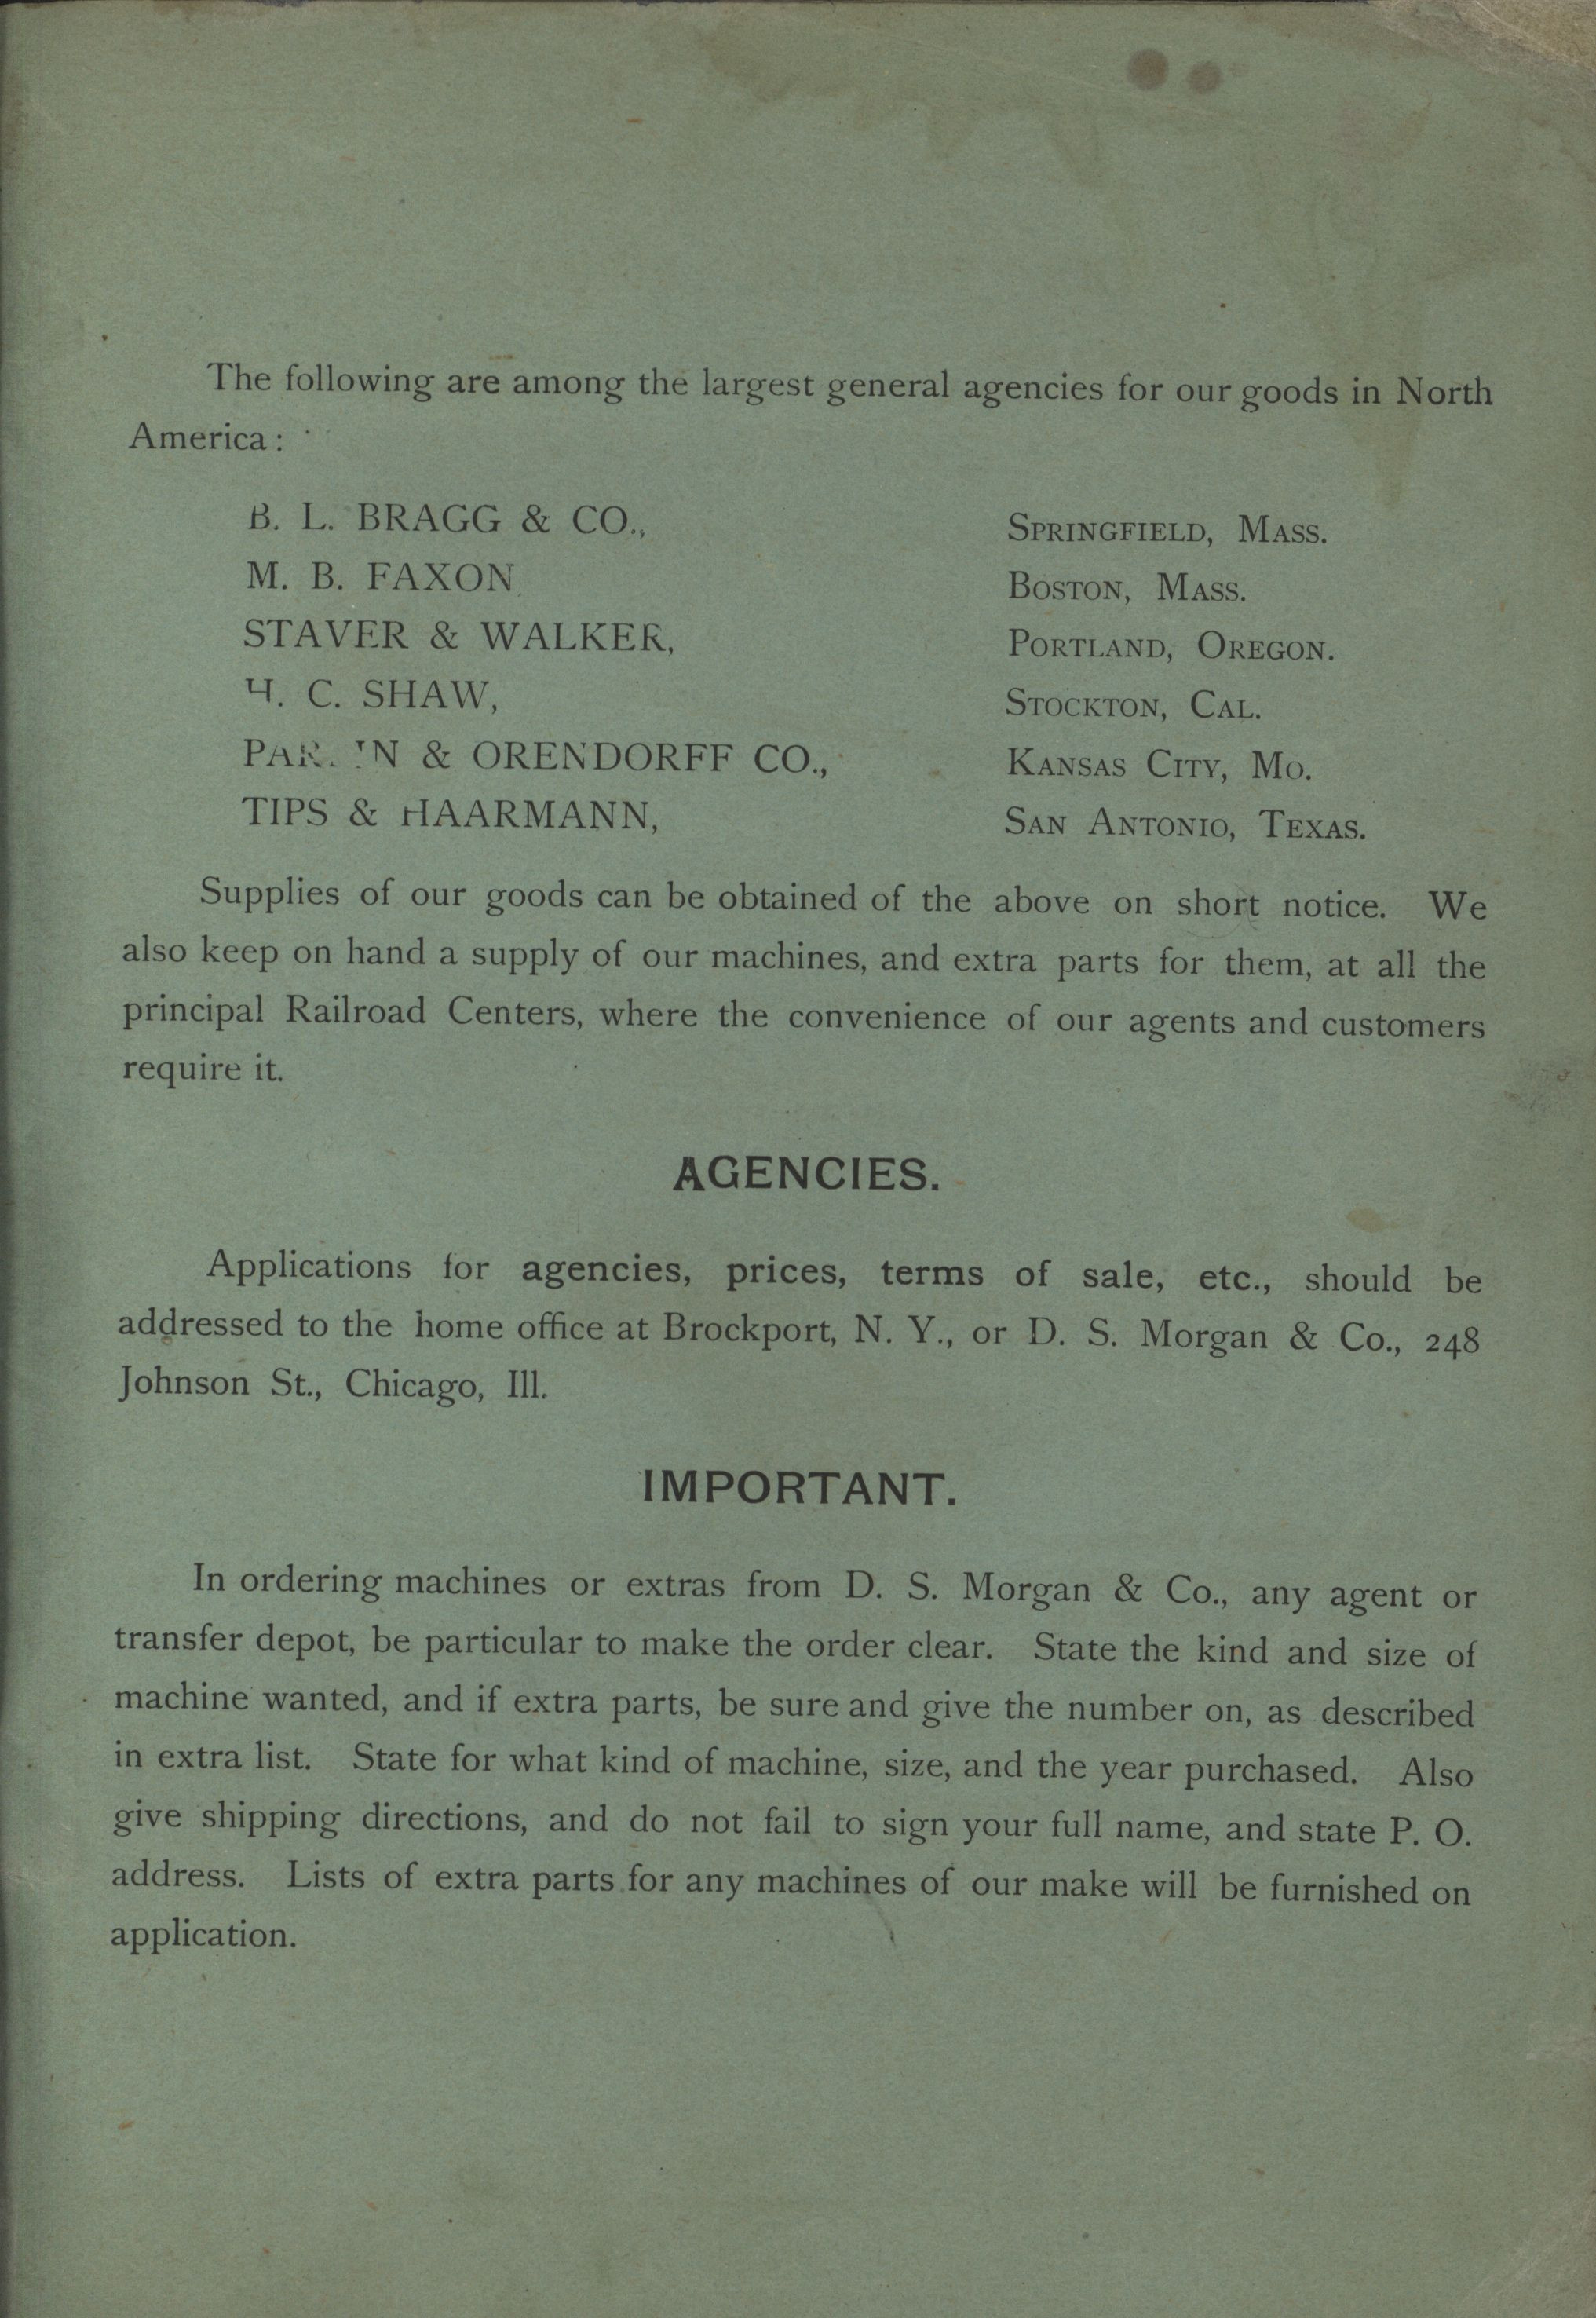 The following are among the largest general agencies for our goods in North
America:
B. L. BRAGG & CO., SPRINGFIELD, MASS.
M. B. FAXON BOSTON, MASS.
STAVER & WALKER, PORTLAND, OREGON.
H. C. SHAW, STOCKTON, CAL.
& ORENDORFF CO., KANSAS CITY, MO.
TIPS & HAARMANN, SAN ANTONIO, TEXAS.
Supplies of our goods can be obtained of the above on short notice. We
also keep on hand a supply of our machines, and extra parts for them, at all the
principal Railroad Centers, where the convenience of our agents and customers
require it.
AGENCIES.
Applications for agencies, prices, terms of sale, etc., should be
addressed to the home office at Brockport, N. Y., or D. S. Morgan & Co., 248
Johnson St., Chicago, Ill.
IMPORTANT.
In ordering machines or extras from D. S. Morgan & Co., any agent or
transfer depot, be particular to make the order clear. State the kind and size of
machine wanted, and if extra parts, be sure and give the number on, as described
in extra list. State for what kind of machine, size, and the year purchased. Also
give shipping directions, and do not fail to sign your full name, and state P. O.
address. Lists of extra parts for any machines of our make will be furnished on
application.